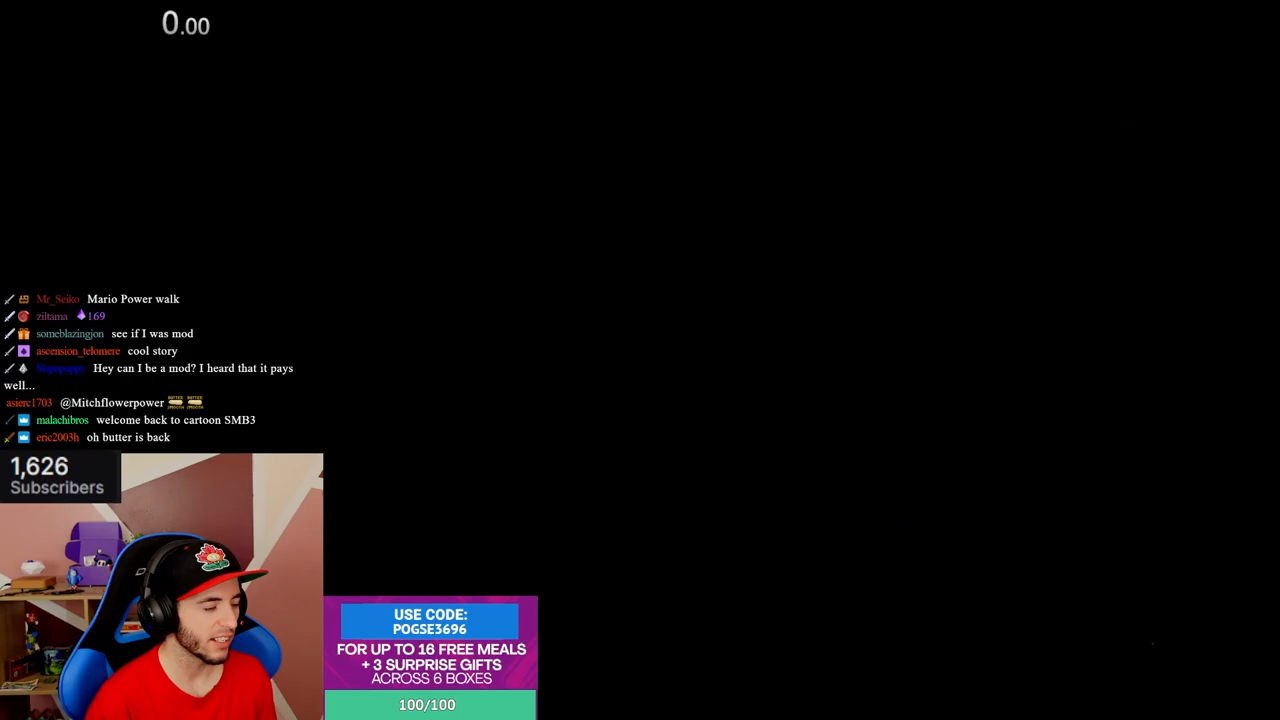 0.00
Mr_Seiko Mario Power walk
ziltama 169
someblazingjon see if I was mod
ascension_telomere cool story
Hey can I be a mod? I heard that it pays
well...
asierc1703 @Mitchflowerpower
malachibros welcome back to cartoon SMB3
eric2003h oh butter is back
1,626
Subscribers
USE CODE:
POGSE3696
FOR UP TO 16 FREE MEALS
+ 3 SURPRISE GIFTS
ACROSS 6 BOXES
100/100